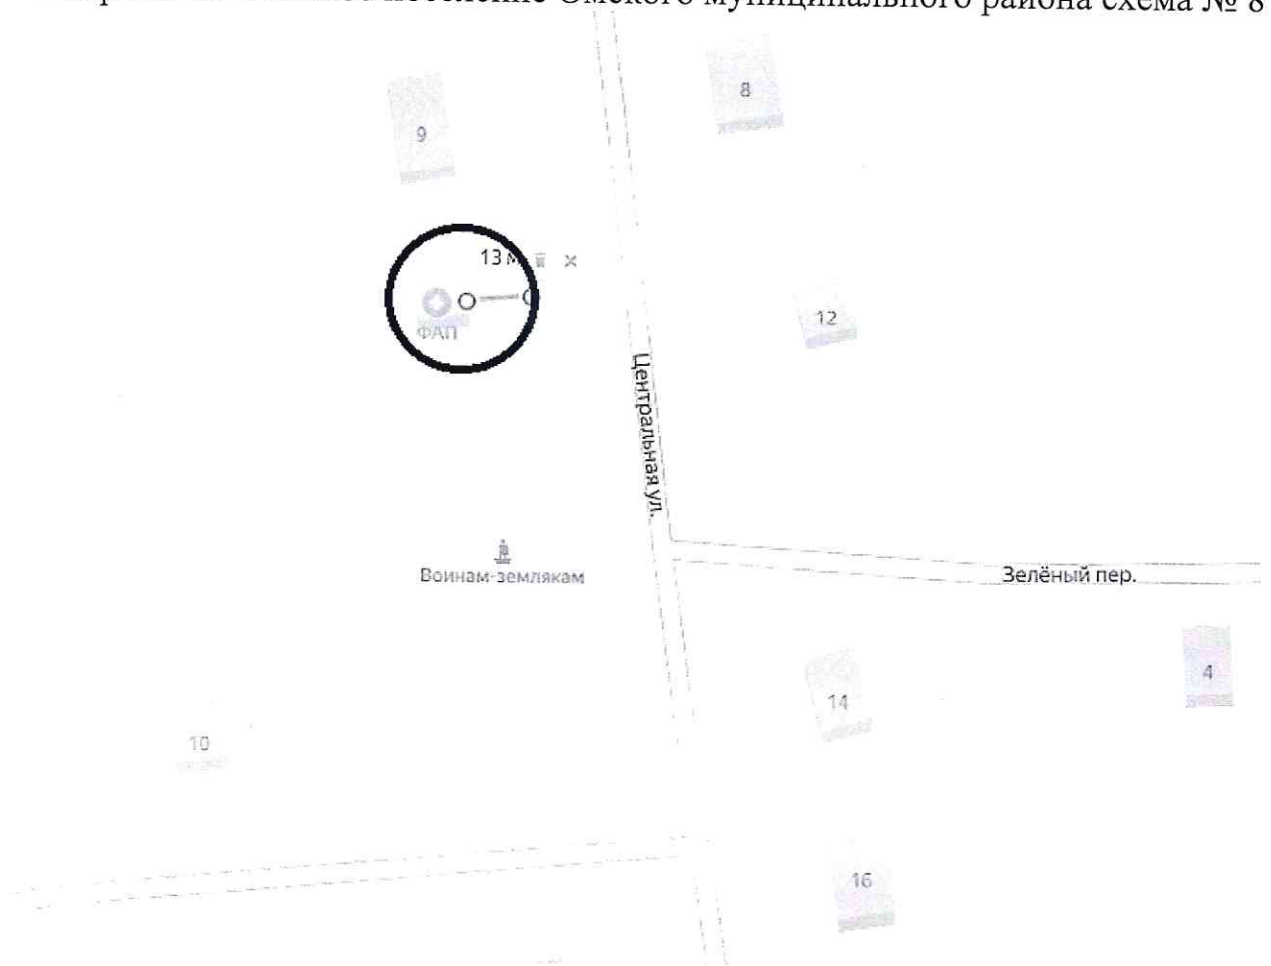 поселение Омского муниципального района схема № 8
8
9
13 м
ФАП
12
Центральная ул.
Воинам-землякам
Зелёный пер.
4
14
10
16